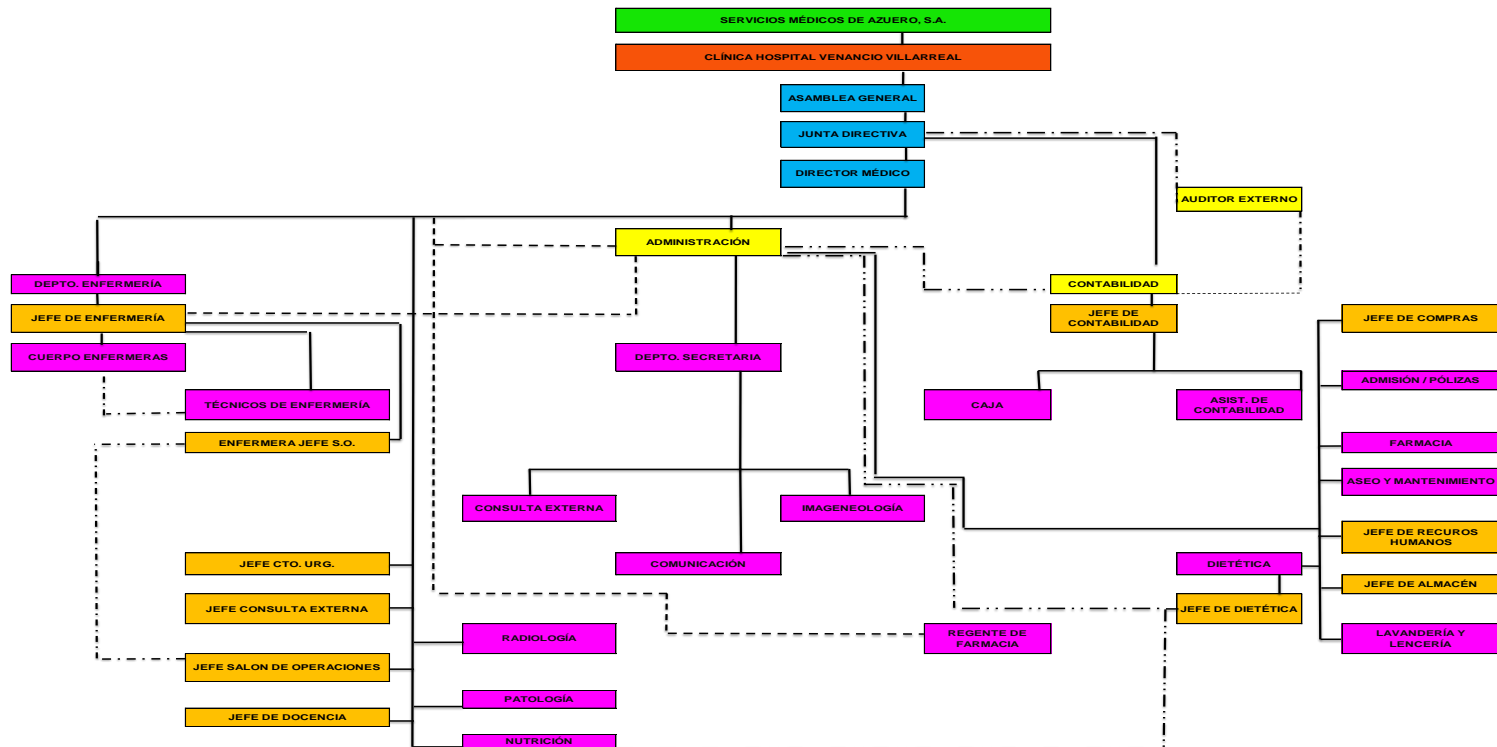 SERVICIOS MÉDICOS DE AZUERO, S.A.
CLÍNICA HOSPITAL VENANCIO VILLARREAL
ASAMBLEA GENERAL
JUNTA DIRECTIVA
DIRECTOR MÉDICO
AUDITOR EXTERNO
ADMINISTRACIÓN
DEPTO. ENFERMERÍA
CONTABILIDAD
JEFE DE ENFERMERÍA
JEFE DE
CONTABILIDAD
JEFE DE COMPRAS
CUERPO ENFERMERAS
DEPTO. SECRETARIA
ADMISIÓN / PÓLIZAS
TÉCNICOS DE ENFERMERÍA
CAJA
ASIST. DE
CONTABILIDAD
ENFERMERA JEFE S.O.
FARMACIA
ASEO Y MANTENIMIENTO
CONSULTA EXTERNA
IMAGENEOLOGÍA
JEFE DE RECUROS
HUMANOS
JEFE CTO. URG.
COMUNICACIÓN
DIETÉTICA
JEFE DE ALMACÉN
JEFE CONSULTA EXTERNA
JEFE DE DIETÉTICA
RADIOLOGÍA
REGENTE DE
FARMACIA
LAVANDERÍA Y
LENCERÍA
JEFE SALON DE OPERACIONES
PATOLOGÍA
JEFE DE DOCENCIA
NUTRICIÓN